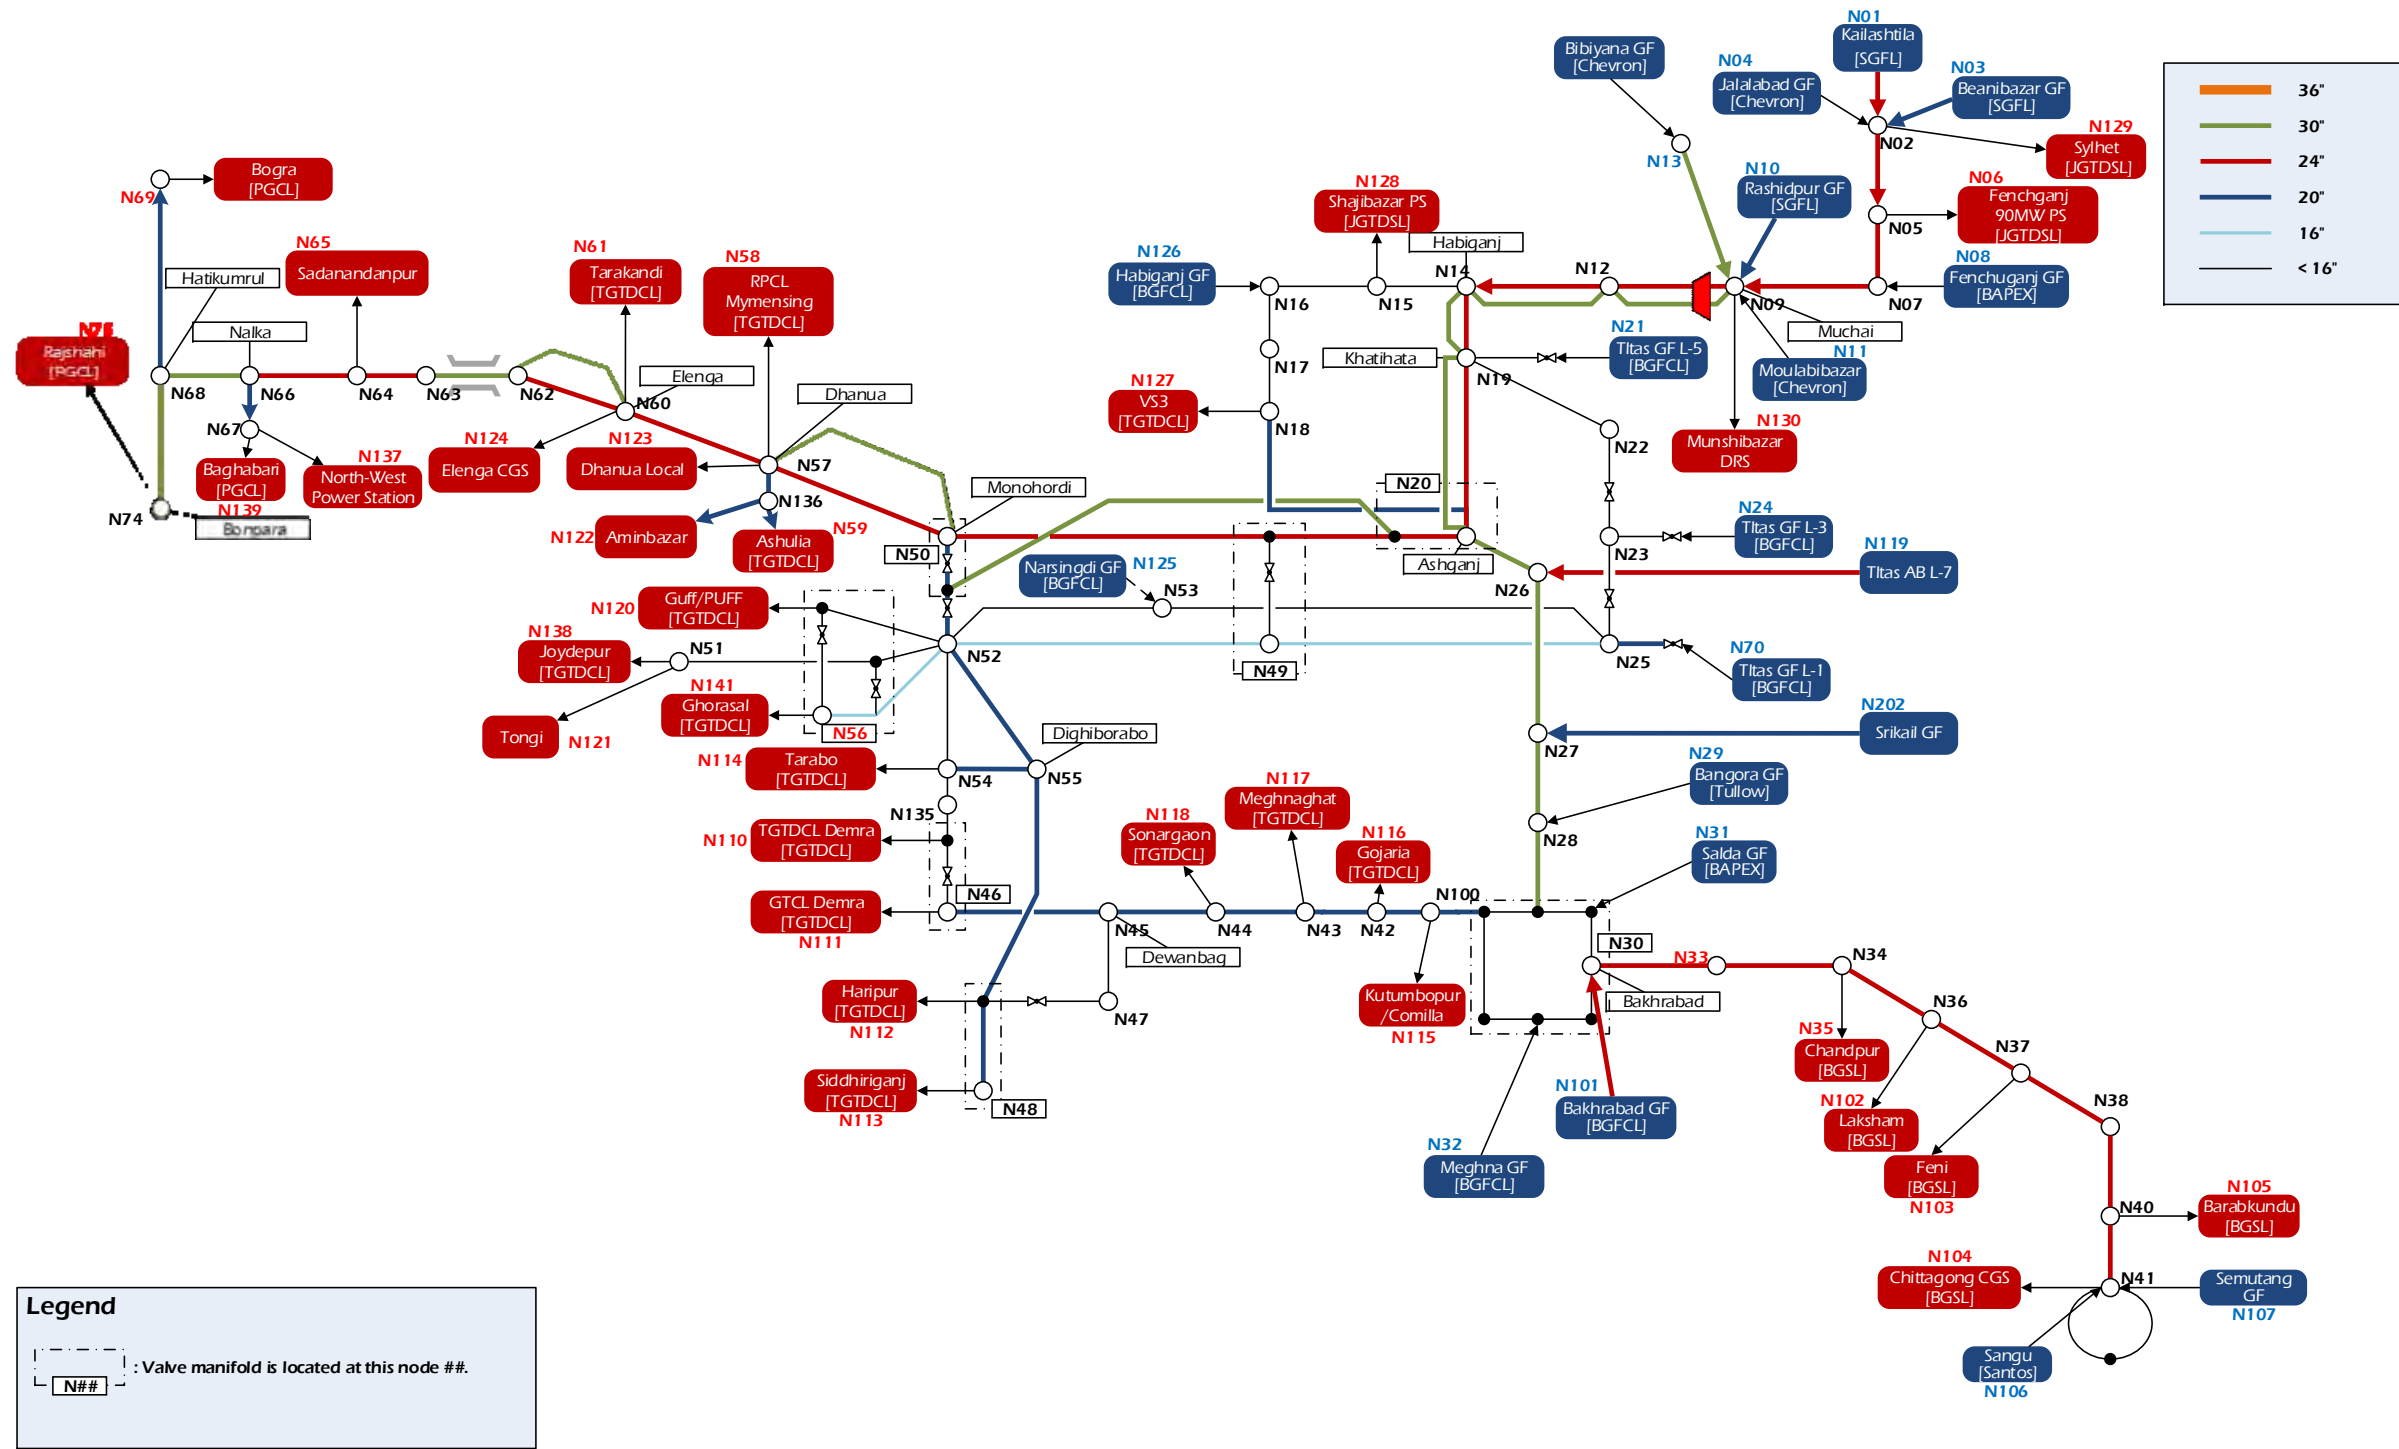 N01
Kailashtila
[SGFL]
Bibiyana GF
[Chevron]
N04
Jalalabad GF
[Chevron]
N03
Beanibazar GF
[SGFL]
36"
30"
24"
20"
16"
< 16"
N02
N129
Sylhet
[JGTDSL]
N13
N10
Rashidpur GF
[SGFL]
N06
Fenchganj
90MW PS
[JGTDSL]
N05
N128
Shajibazar PS
[JGTDSL]
Habiganj
N126
Habiganj GF
[BGFCL]
N16
N15
N14
N12
N09
N07
N08
Fenchuganj GF
[BAPEX]
Muchai
N69
Bogra
[PGCL]
N65
Sadanandanpur
N61
Tarakandi
[TGTDCL]
N58
RPCL
Mymensing
[TGTDCL]
Hatikumrul
Nalka
Rajshahi
[PGCL]
N68
N66
N64
N63
N62
N60
Elenga
Dhanua
N17
Khatihata
N19
N21
TItas GF L-5
[BGFCL]
N11
Moulabibazar
[Chevron]
N127
VS3
[TGTDCL]
N18
N22
N130
Munshibazar
DRS
N67
Baghabari
[PGCL]
N139
N137
North-West
Power Station
N124
Elenga CGS
N123
Dhanua Local
N57
N136
N74
Bonpara
N122
Aminbazar
Ashulia
[TGTDCL]
N59
Monohordi
N50
N20
Ashganj
N24
TItas GF L-3
[BGFCL]
N23
N119
TItas AB L-7
Narsingdi GF
[BGFCL]
N125
N53
N26
N120
Guff/PUFF
[TGTDCL]
N138
Joydepur
[TGTDCL]
N51
N52
N49
N25
N70
TItas GF L-1
[BGFCL]
N141
Ghorasal
[TGTDCL]
N56
Tongi
N121
N202
Srikail GF
N27
Dighiborabo
N114
Tarabo
[TGTDCL]
N54
N55
N29
Bangora GF
[Tullow]
N28
N135
N110
TGTDCL Demra
[TGTDCL]
N118
Sonargaon
[TGTDCL]
N117
Meghnaghat
[TGTDCL]
N116
Gojaria
[TGTDCL]
N31
Salda GF
[BAPEX]
GTCL Demra
[TGTDCL]
N111
N46
N45
Dewanbag
N44
N43
N42
N100
N30
Bakhrabad
N33
N34
Haripur
[TGTDCL]
N112
N47
Kutumbopur
/Comilla
N115
N36
N35
Chandpur
[BGSL]
N37
Siddhiriganj
[TGTDCL]
N113
N48
N101
Bakhrabad GF
[BGFCL]
N102
Laksham
[BGSL]
N38
N32
Meghna GF
[BGFCL]
Feni
[BGSL]
N103
N40
N105
Barabkundu
[BGSL]
N104
Chittagong CGS
[BGSL]
N41
Semutang
GF
N107
Sangu
[Santos]
N106
Legend
N##
: Valve manifold is located at this node ##.